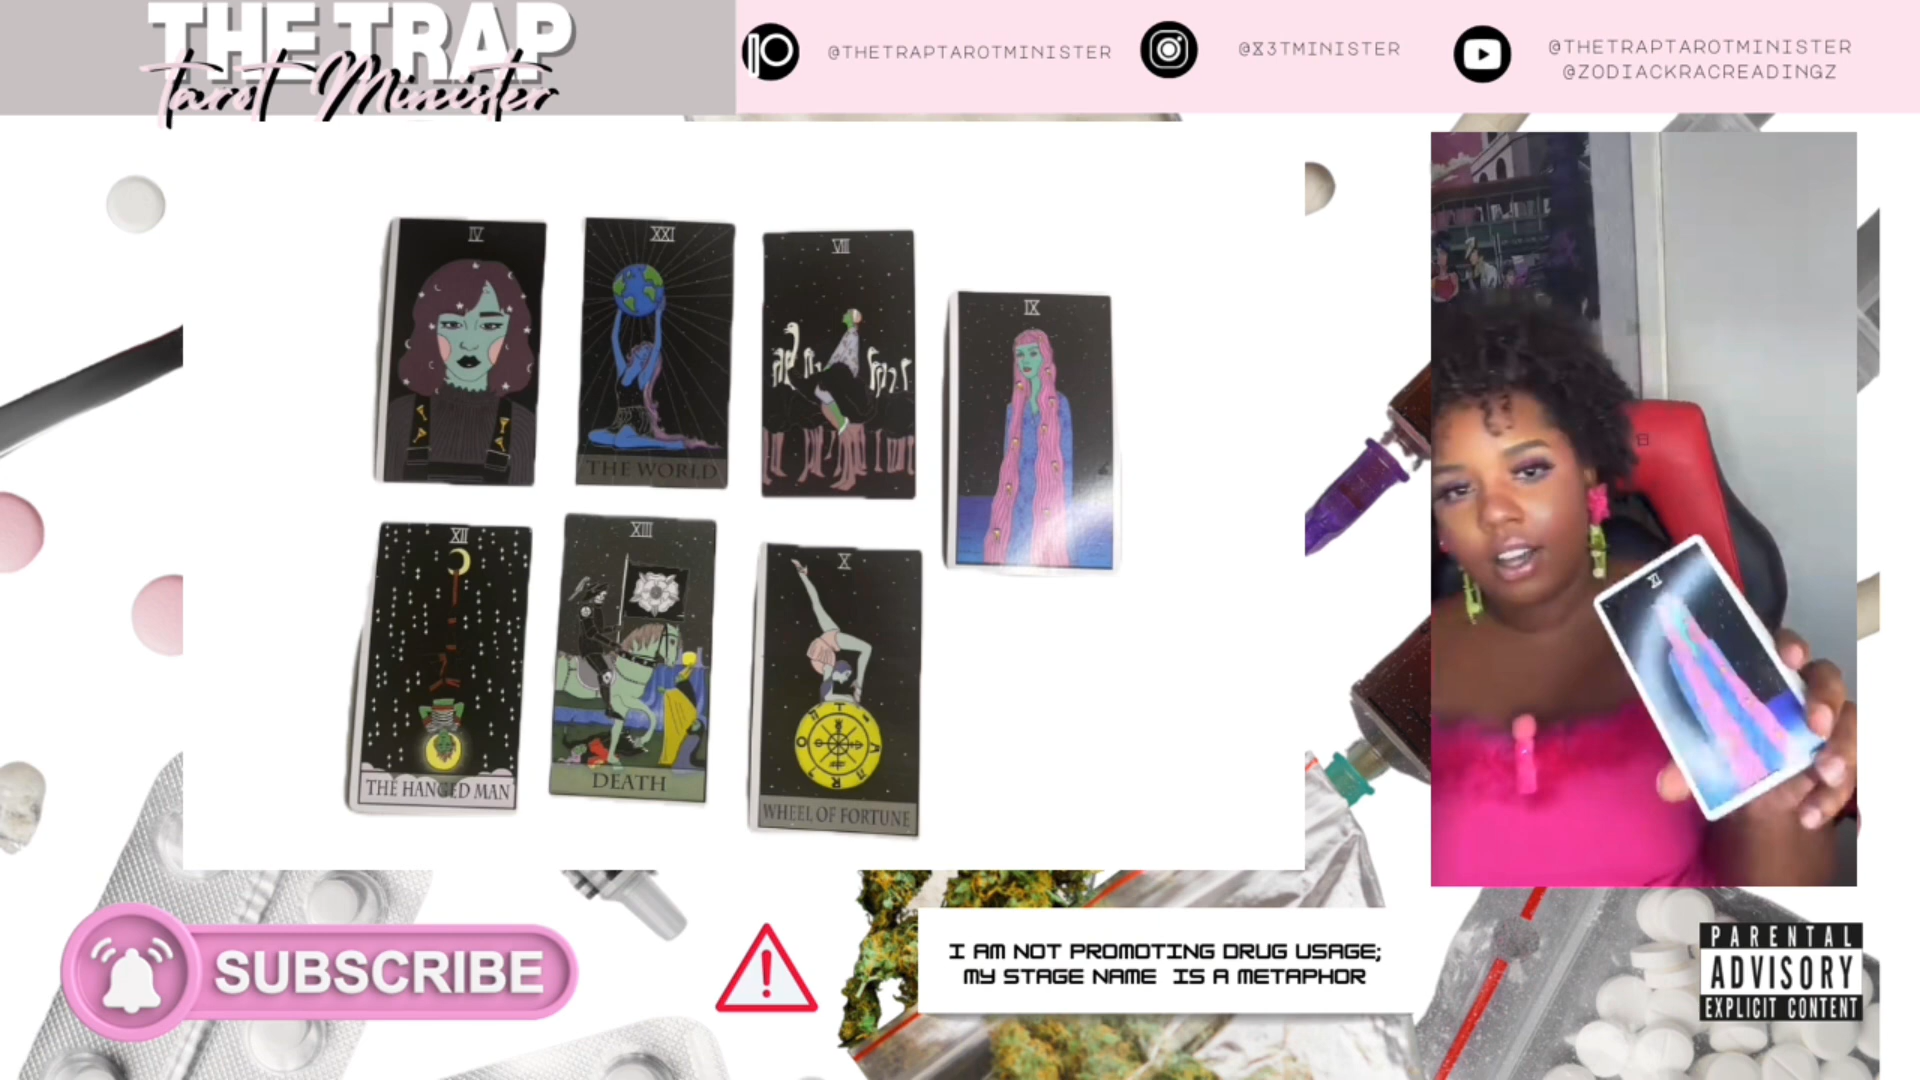 THE TRAP
Tarot Minister
@THETRAPTAROTMINISTER
@X3TMINISTER
@THETRAPTAROTMINISTER
@ZODIACKRACREADINGZ
IV
XXI
THE WORLD
VIII
IX
XII
THE HANGED MAN
XIII
DEATH
X
WHEEL OF FORTUNE
SUBSCRIBE
I AM NOT PROMOTING DRUG USAGE;
MY STAGE NAME IS A METAPHOR
PARENTAL
ADVISORY
EXPLICIT CONTENT